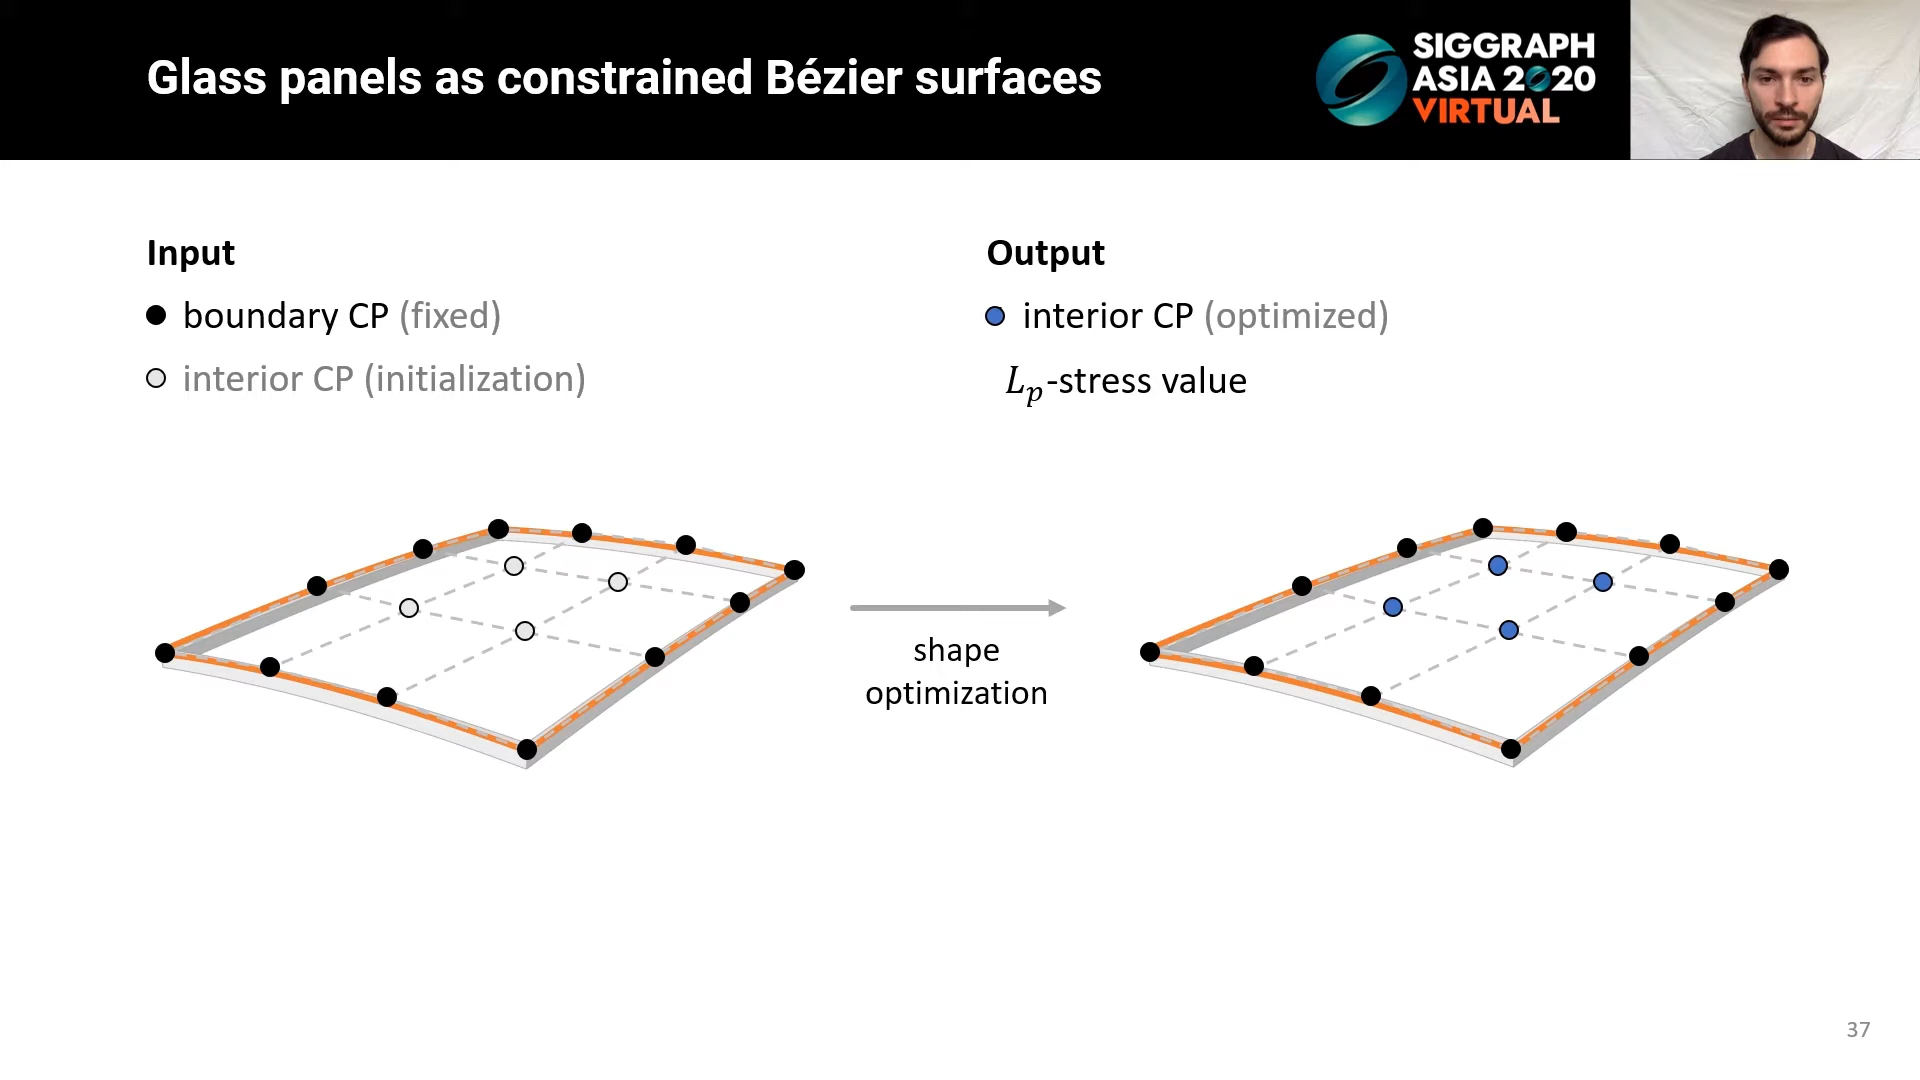 Glass panels as constrained Bézier surfaces
SIGGRAPH
ASIA 2020
VIRTUAL
Input
boundary CP (fixed)
interior CP (initialization)
Output
interior CP (optimized)
Lp-stress value
shape
optimization
37